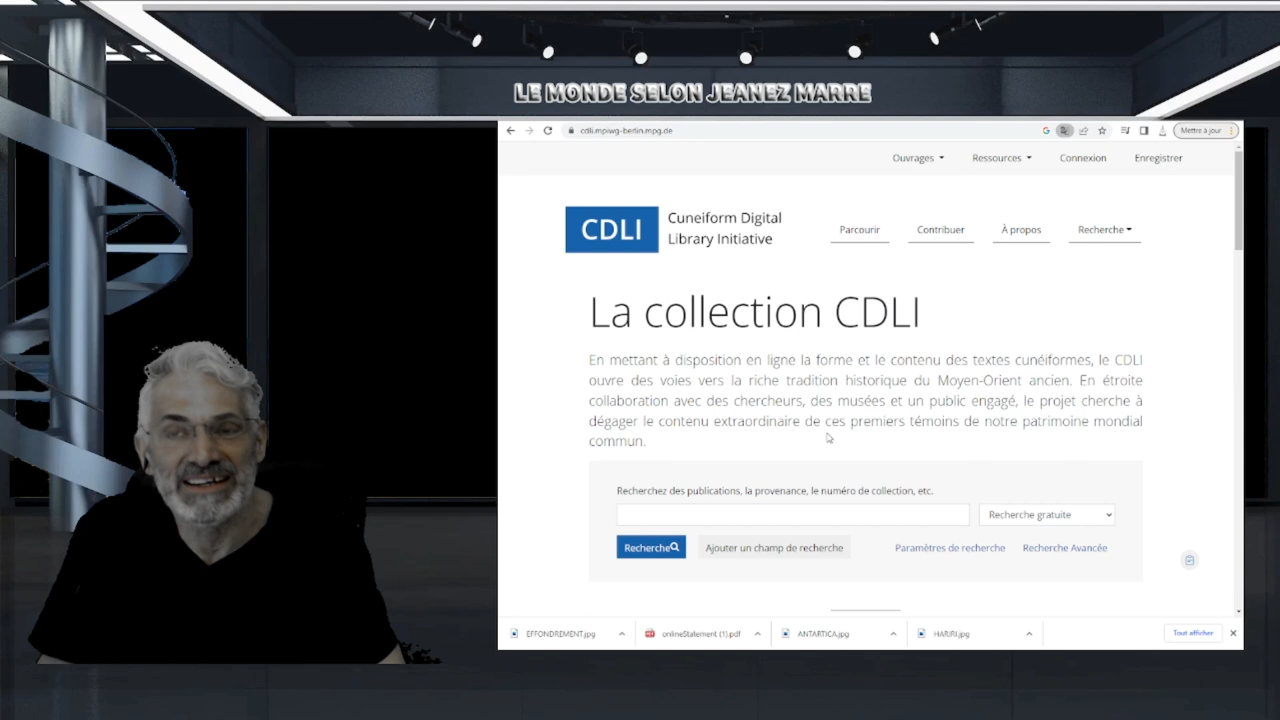 LE MONDE SELON JEANEZ MARRE
cdli.mpiwg-berlin.mpg.de
Mettre à jour
Ouvrages
Ressources
Connexion
Enregistrer
CDLI
Cuneiform Digital
Library Initiative
Parcourir
Contribuer
À propos
Recherche
La collection CDLI
En mettant à disposition en ligne la forme et le contenu des textes cunéiformes, le CDLI
ouvre des voies vers la riche tradition historique du Moyen-Orient ancien. En étroite
collaboration avec des chercheurs, des musées et un public engagé, le projet cherche à
dégager le contenu extraordinaire de ces premiers témoins de notre patrimoine mondial
commun.
Recherchez des publications, la provenance, le numéro de collection, etc.
Recherche gratuite
Recherche
Ajouter un champ de recherche
Paramètres de recherche
Recherche Avancée
EFFONDREMENT.jpg
onlineStatement (1).pdf
ANTARTICA.jpg
HARIRI.jpg
Tout afficher